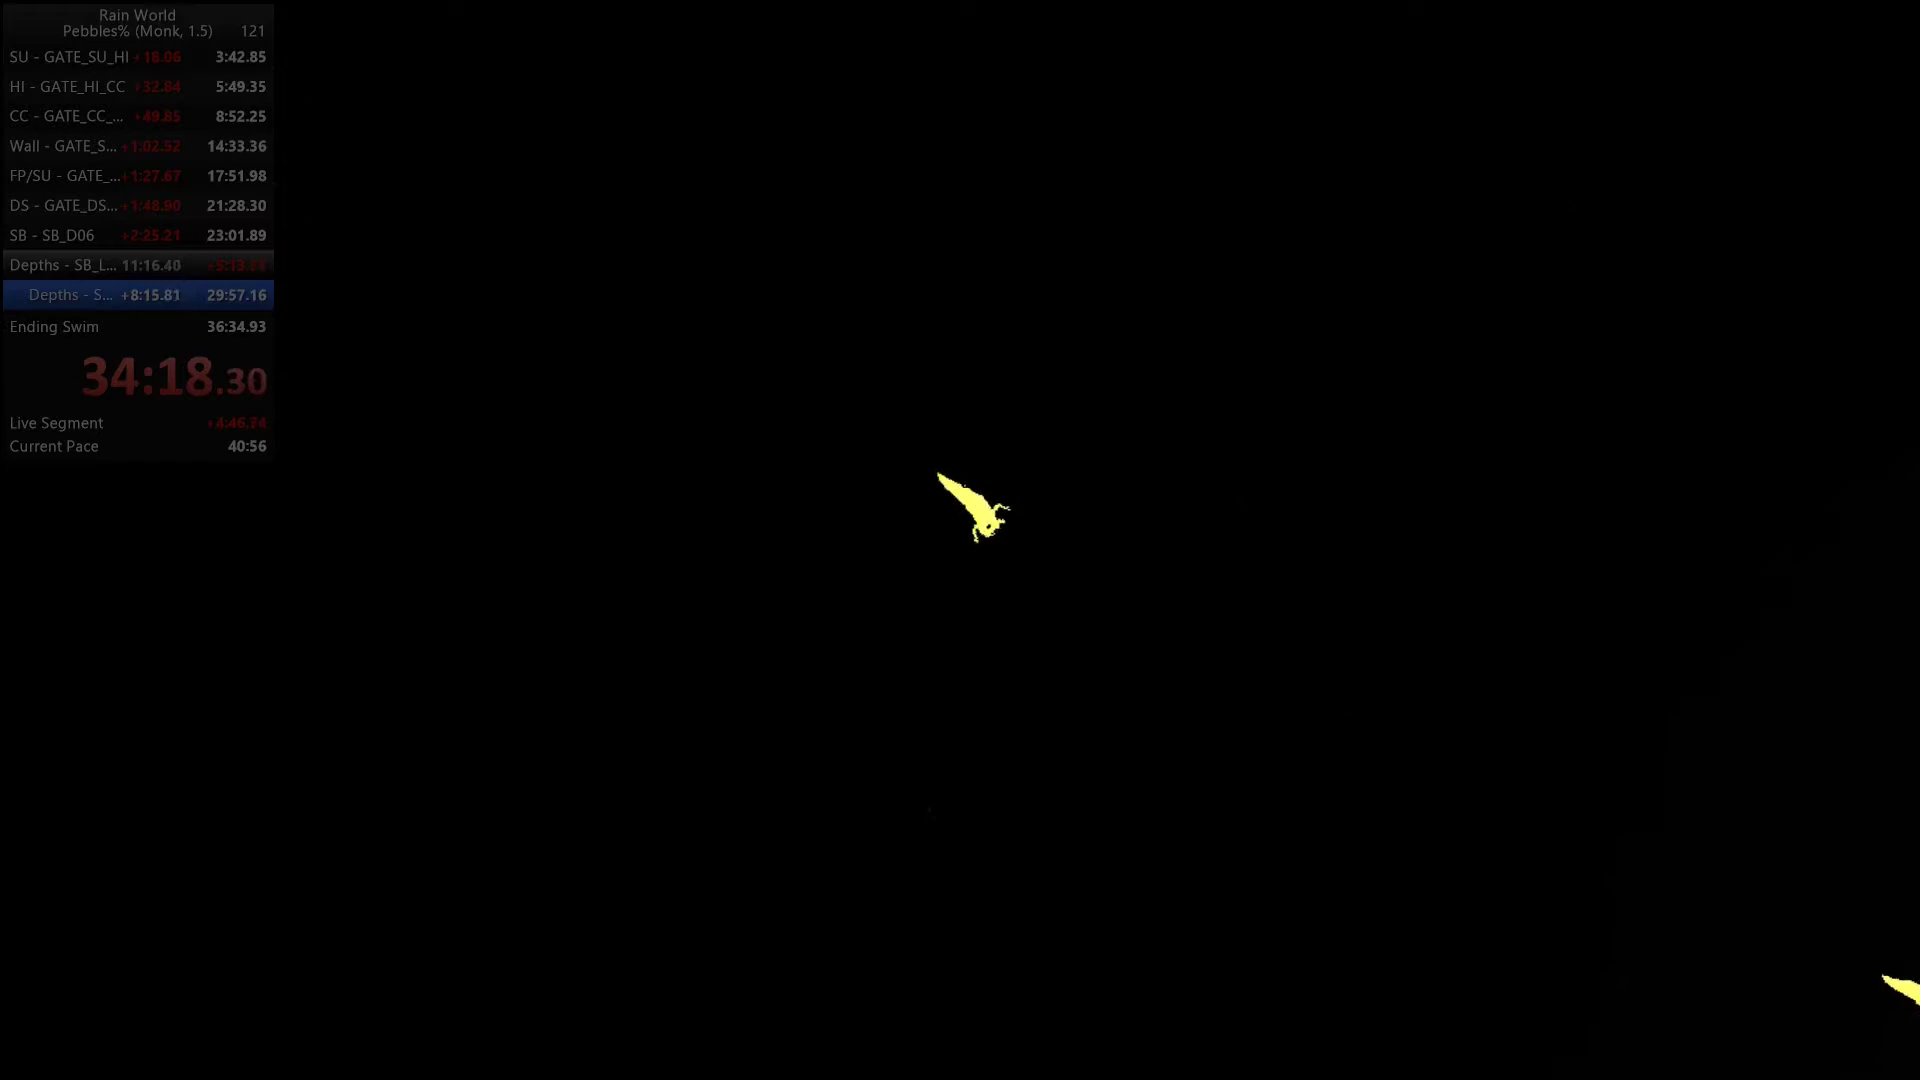 Rain World
Pebbles% (Monk, 1.5) 121
SU - GATE_SU_HI +18.06 3:42.85
HI - GATE_HI_CC +32.84 5:49.35
CC - GATE_CC_... +49.85 8:52.25
Wall - GATE_S... +1:02.52 14:33.36
FP/SU - GATE_... +1:27.67 17:51.98
DS - GATE_DS... +1:48.90 21:28.30
SB - SB_D06 +2:25.21 23:01.89
Depths - SB_L... 11:16.40
Depths - S... +8:15.81 29:57.16
Ending Swim 36:34.93
34:18.30
Live Segment +4:46.74
Current Pace 40:56